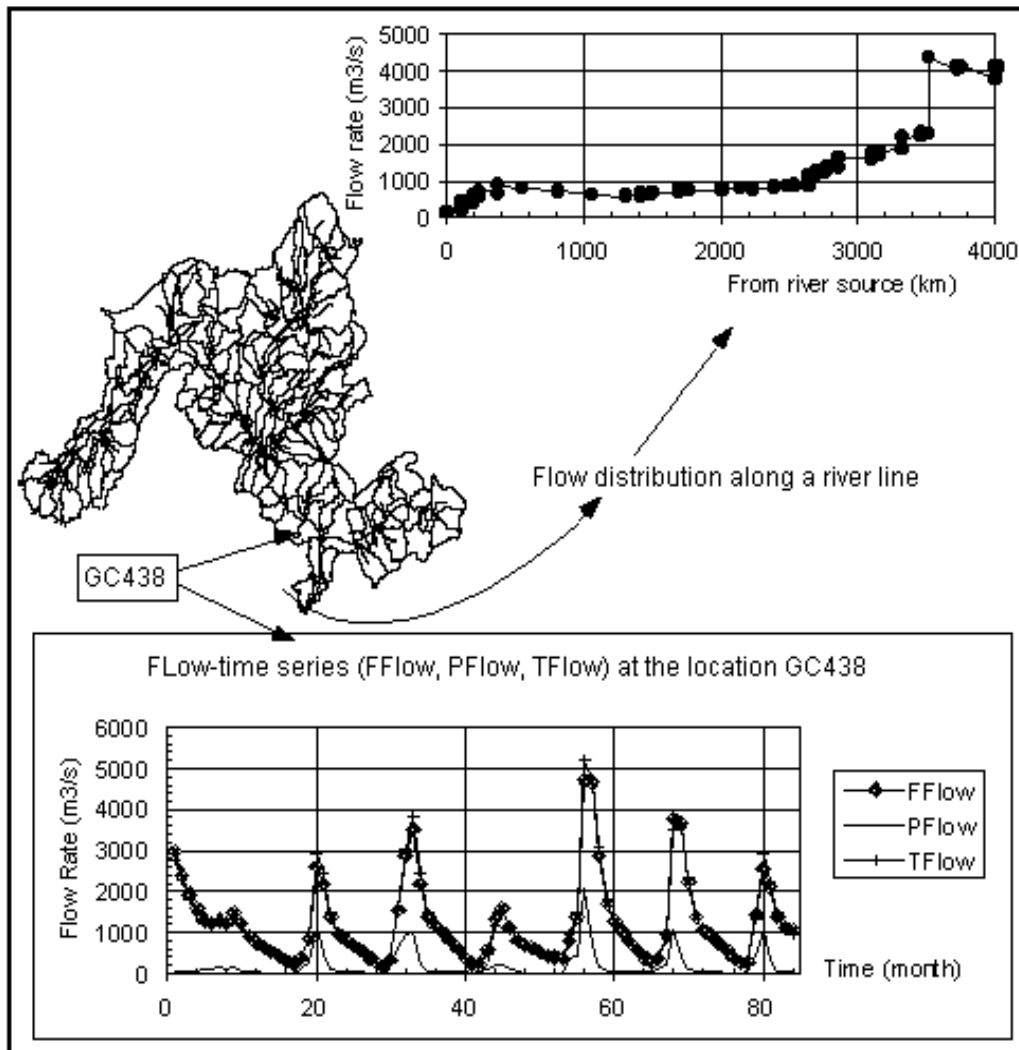 5000
4000
3000
2000
1000
0
Flow rate (m3/s)
0 1000 2000 3000 4000
From river source (km)
Flow distribution along a river line
GC438
FLow-time series (FFlow, PFlow, TFlow) at the location GC438
6000
5000
4000
3000
2000
1000
0
Flow Rate (m3/s)
FFlow
PFlow
TFlow
Time (month)
0 20 40 60 80